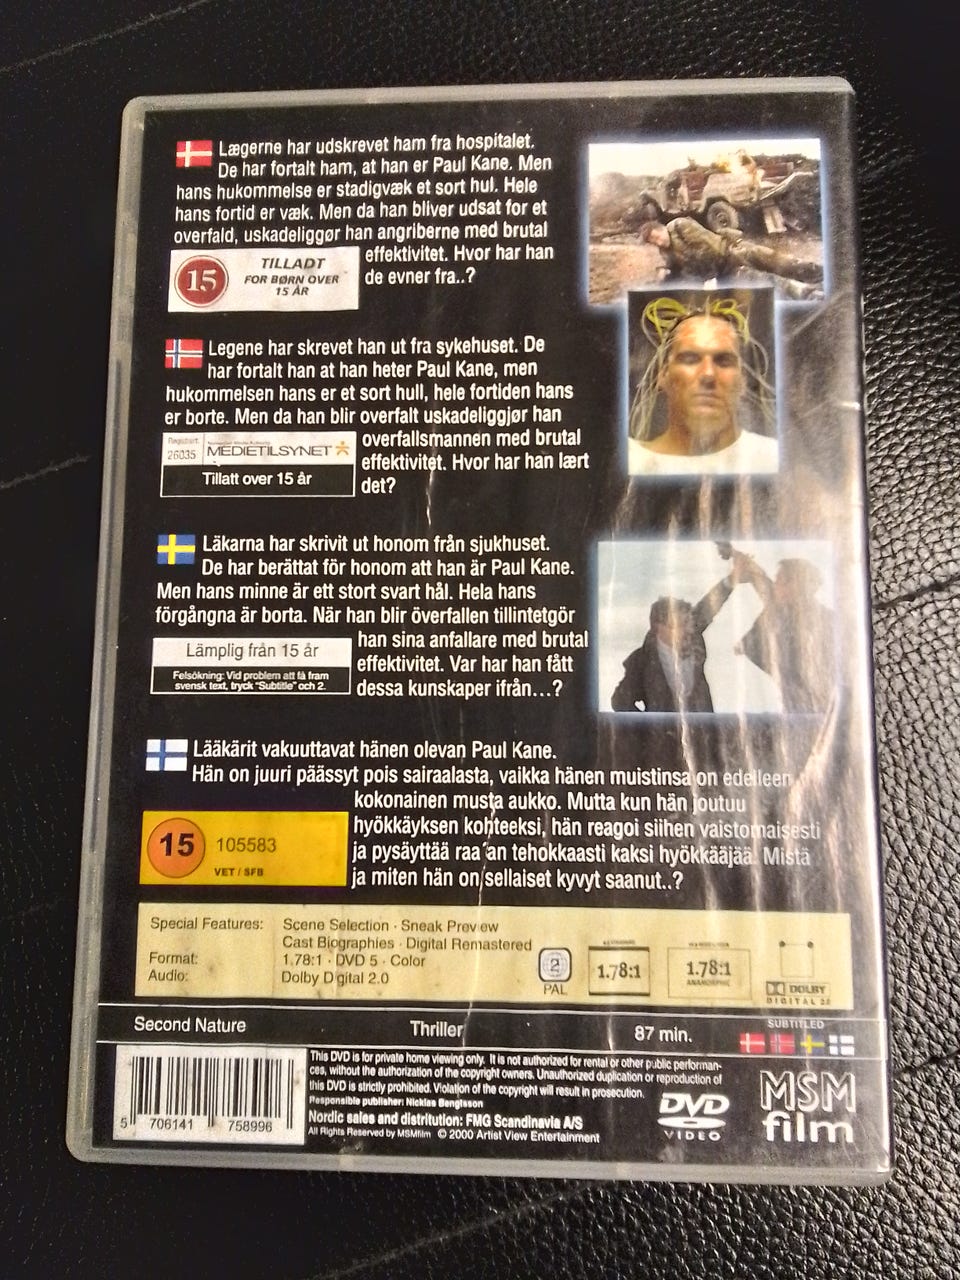 Lægerne har udskrevet ham fra hospitalet.
De har fortalt ham, at han er Paul Kane. Men
hans hukommelse er stadigvæk et sort hul. Hele
hans fortid er væk. Men da han bliver udsat for et
overfald, uskadeliggør han angriberne med brutal
effektivitet. Hvor har han
de evner fra..?
15
TILLADT
FOR BØRN OVER
15 ÅR
Legene har skrevet han ut fra sykehuset. De
har fortalt han at han heter Paul Kane, men
hukommelsen hans er et sort hull, hele fortiden hans
er borte. Men da han blir overfalt uskadeliggjør han
overfallsmannen med brutal
effektivitet. Hvor har han lært
det?
Registrert.
26035
MEDIETILSYNET
Tillatt over 15 år
Läkarna har skrivit ut honom från sjukhuset.
De har berättat för honom att han är Paul Kane.
Men hans minne är ett stort svart hål. Hela hans
förgångna är borta. När han blir överfallen tillintetgör
han sina anfallare med brutal
effektivitet. Var har han fått
dessa kunskaper ifrån...?
Lämplig från 15 år
Felsökning: Vid problem att få fram
svensk text, tryck "Subtitle" och 2.
Lääkärit vakuuttavat hänen olevan Paul Kane.
Hän on juuri päässyt pois sairaalasta, vaikka hänen muistinsa on edelleen
kokonainen musta aukko. Mutta kun hän joutuu
hyökkäyksen kohteeksi, hän reagoi siihen vaistomaisesti
ja pysäyttää raa´an tehokkaasti kaksi hyökkääjää. Mistä
ja miten hän on sellaiset kyvyt saanut..?
15
105583
VET / SFB
Special Features: Scene Selection · Sneak Preview
Cast Biographies · Digital Remastered
Format: 1.78:1 · DVD 5 · Color
Audio: Dolby Digital 2.0
2
PAL
1.78:1
1.78:1
ANAMORPHIC
DOLBY
DIGITAL 2.0
Second Nature
Thriller
87 min.
SUBTITLED
5 706141 758996
This DVD is for private home viewing only. It is not authorized for rental or other public performan-
ces, without the authorization of the copyright owners. Unauthorized duplication or reproduction of
this DVD is strictly prohibited. Violation of the copyright will result in prosecution.
Responsible publisher: Nicklas Bengtsson
Nordic sales and distritution: FMG Scandinavia A/S
All Rights Reserved by MSMfilm © 2000 Artist View Entertainment
DVD
VIDEO
MSM
film